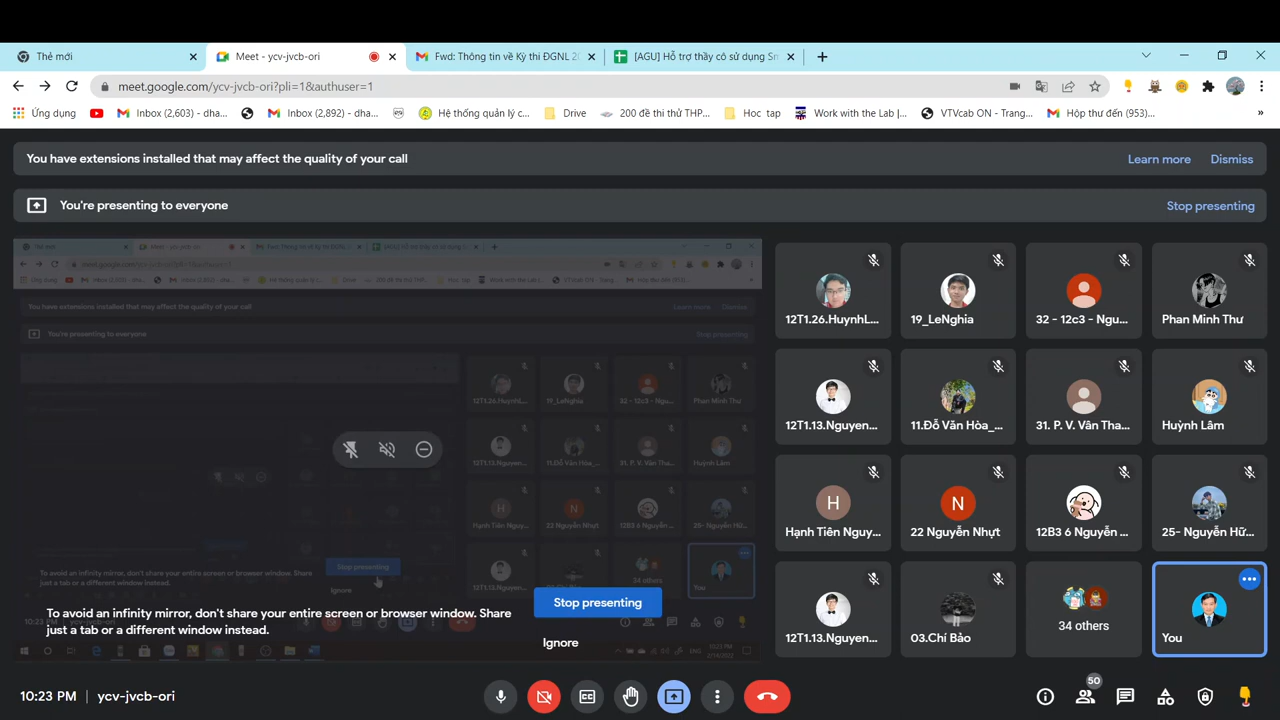 Thẻ mới
Meet - ycv-jvcb-ori
Fwd: Thông tin về Kỳ thi ĐGNL 20
[AGU] Hỗ trợ thầy cô sử dụng Sm
meet.google.com/ycv-jvcb-ori?pli=1&authuser=1
Ứng dụng
Inbox (2,603) - dha...
Inbox (2,892) - dha...
Hệ thống quản lý c...
Drive
200 đề thi thử THP...
Hoc tap
Work with the Lab |...
VTVcab ON - Trang...
Hộp thư đến (953)...
»
You have extensions installed that may affect the quality of your call
Learn more
Dismiss
You're presenting to everyone
Stop presenting
12T1.26.HuynhL...
19_LeNghia
32 - 12c3 - Ngu...
Phan Minh Thư
12T1.13.Nguyen...
11.Đỗ Văn Hòa_...
31. P. V. Vân Tha...
Huỳnh Lâm
H
Hạnh Tiên Nguy...
N
22 Nguyễn Nhựt
12B3 6 Nguyễn ...
25- Nguyễn Hữ...
12T1.13.Nguyen...
03.Chí Bảo
34 others
You
To avoid an infinity mirror, don't share your entire screen or browser window. Share
just a tab or a different window instead.
Stop presenting
Ignore
10:23 PM | ycv-jvcb-ori
50